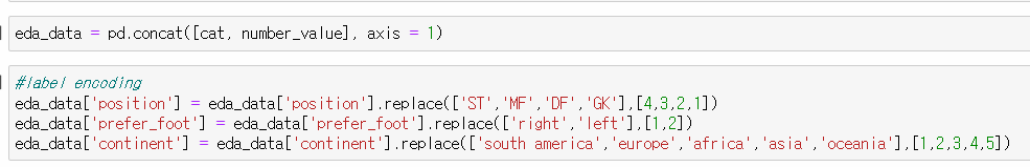 eda_data = pd.concat([cat, number_value], axis = 1)
#label encoding
eda_data['position'] = eda_data['position'].replace(['ST','MF','DF','GK'],[4,3,2,1])
eda_data['prefer_foot'] = eda_data['prefer_foot'].replace(['right','left'],[1,2])
eda_data['continent'] = eda_data['continent'].replace(['south america','europe','africa','asia','oceania'],[1,2,3,4,5])